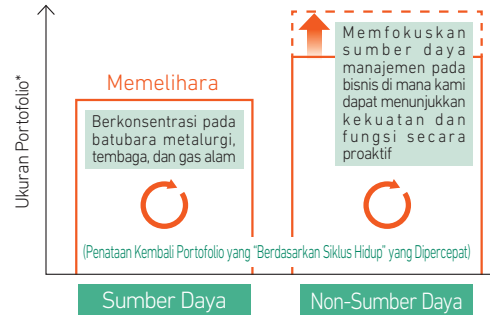 Ukuran Portofolio*
Memelihara
Berkonsentrasi pada
batubara metalurgi,
tembaga, dan gas alam
Memfokuskan
sumber daya
manajemen pada
bisnis di mana kami
dapat menunjukkan
kekuatan dan
fungsi secara
proaktif
(Penataan Kembali Portofolio yang “Berdasarkan Siklus Hidup” yang Dipercepat)
Sumber Daya
Non-Sumber Daya